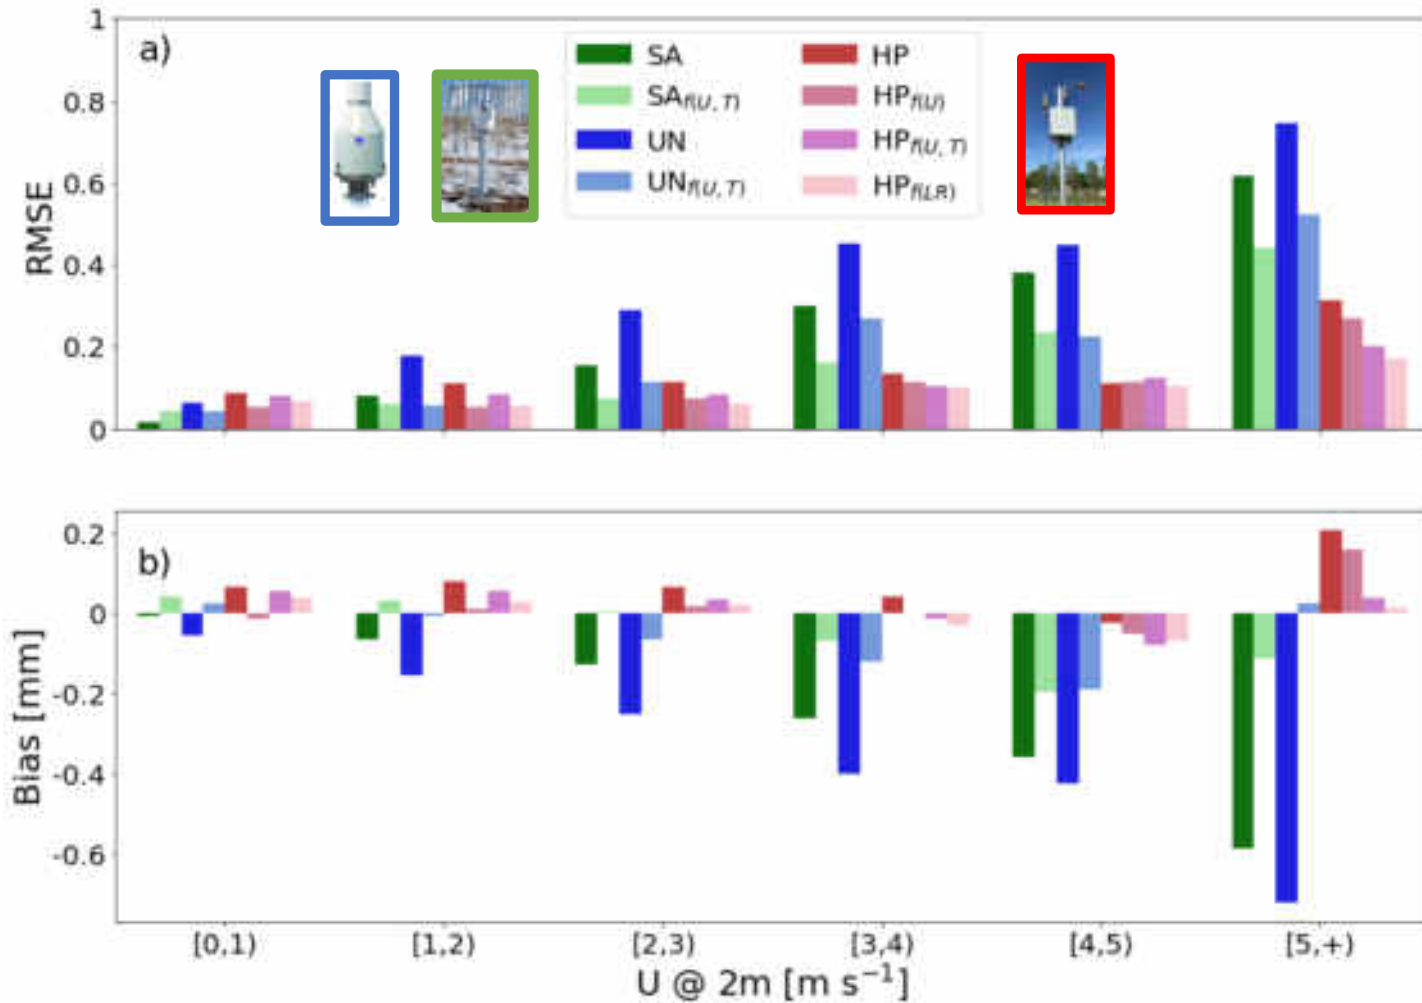 1
a)
SA
HP
SAf(U, T)
HPf(U)
UN
HPf(U, T)
UNf(U, T)
HPf(LR)
0.8
0.6
0.4
0.2
0
RMSE
b)
0.2
0
-0.2
-0.4
-0.6
Bias [mm]
[0,1) [1,2) [2,3) [3,4) [4,5) [5,+)
U @ 2m [m s⁻¹]